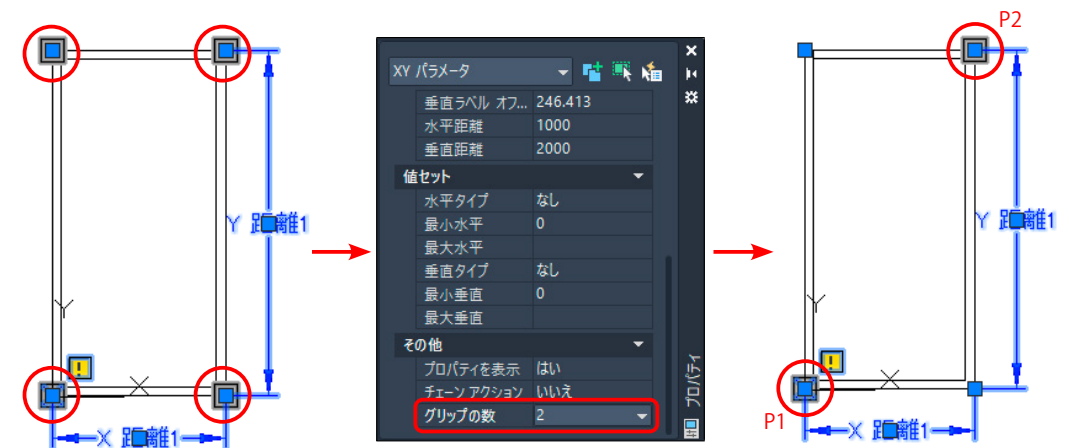 Y 距離1
Y
X
X 距離1
XY パラメータ
垂直ラベル オフ... 246.413
水平距離 1000
垂直距離 2000
値セット
水平タイプ なし
最小水平 0
最大水平
垂直タイプ なし
最小垂直 0
最大垂直
その他
プロパティを表示 はい
チェーン アクション いいえ
グリップの数 2
プロパティ
P2
Y 距離1
Y
X
P1
X 距離1